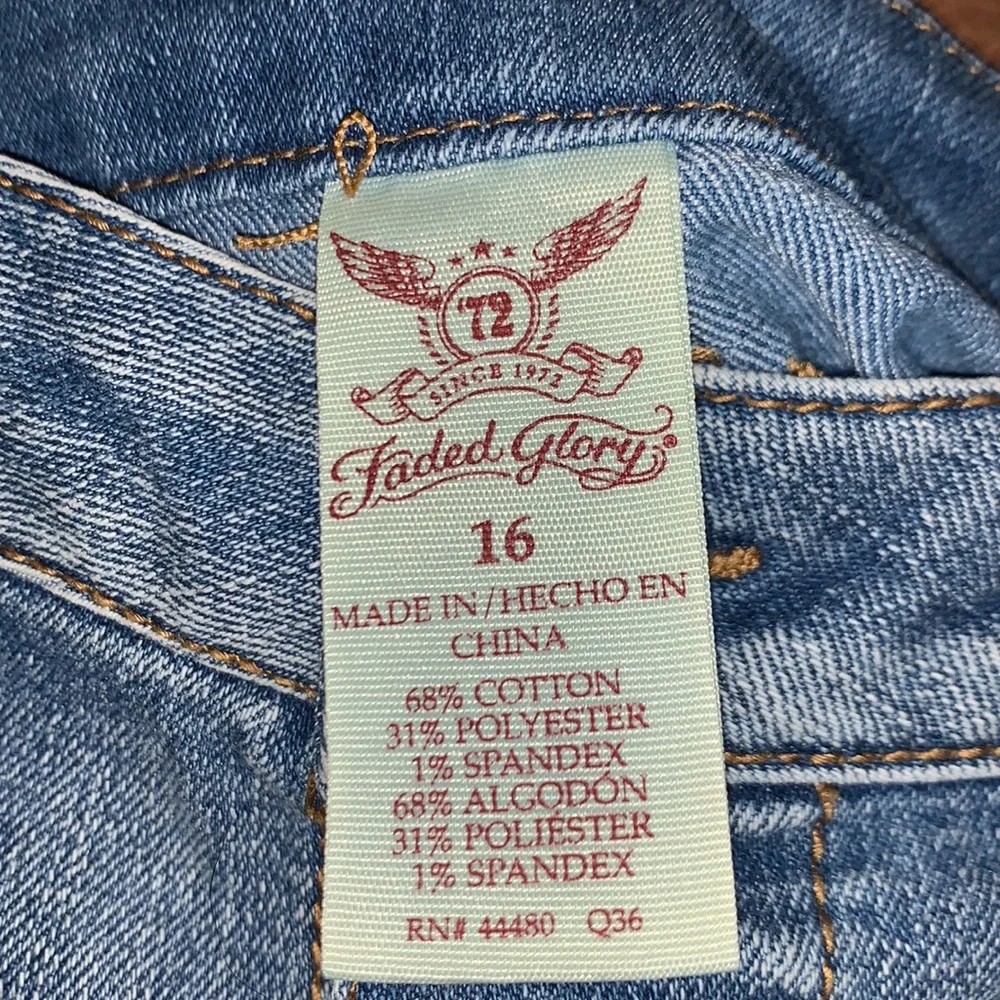 '72
SINCE 1972
Faded Glory®
16
MADE IN/HECHO EN
CHINA
68% COTTON
31% POLYESTER
1% SPANDEX
68% ALGODÓN
31% POLIÉSTER
1% SPANDEX
RN# 44480 Q36